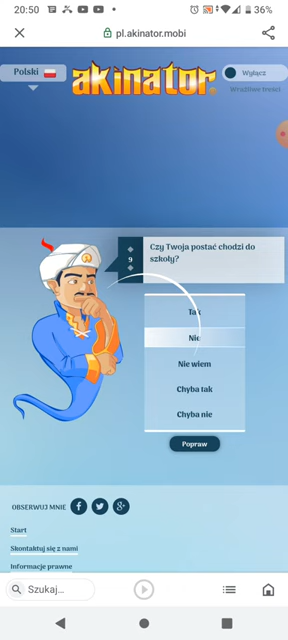 20:50
36%
pl.akinator.mobi
Polski
akinator.
Wyłącz
Wrażliwe treści
9
Czy Twoja postać chodzi do
szkoły?
Tak
Nie
Nie wiem
Chyba tak
Chyba nie
Popraw
OBSERWUJ MNIE
Start
Skontaktuj się z nami
Informacje prawne
Szukaj...